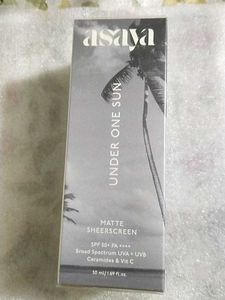 asaya
UNDER ONE SUN
MATTE
SHEERSCREEN
SPF 50+ PA ++++
Broad Spectrum UVA + UVB
Ceramides & Vit C
50 ml/1.69 fl.oz.